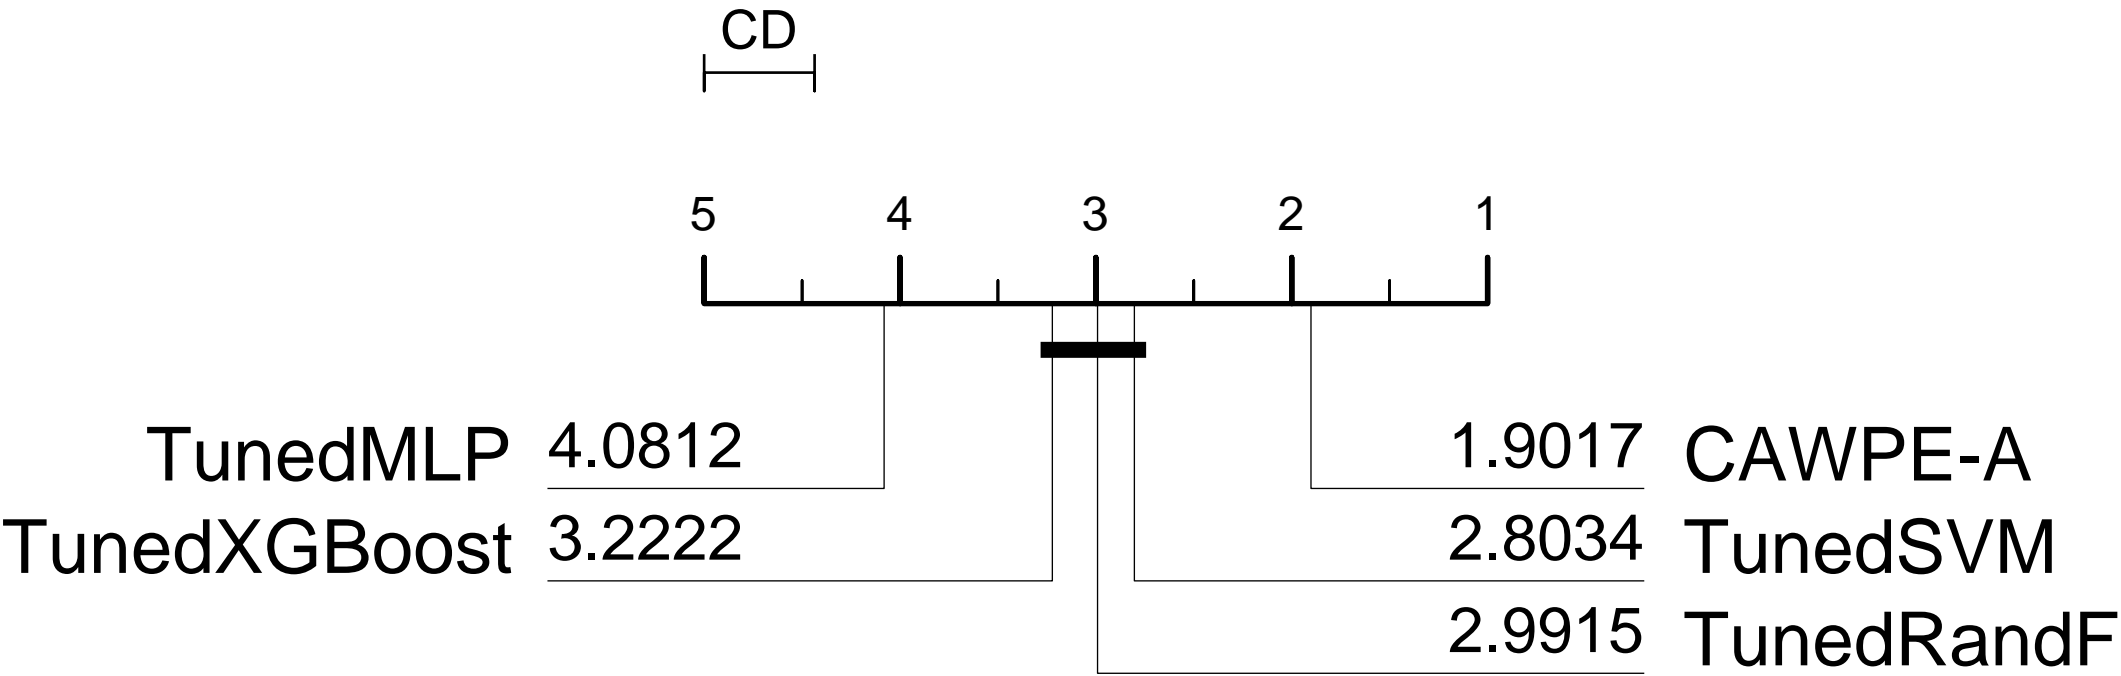 CD
5 4 3 2 1
TunedMLP 4.0812 1.9017 CAWPE-A
TunedXGBoost 3.2222 2.8034 TunedSVM
2.9915 TunedRandF